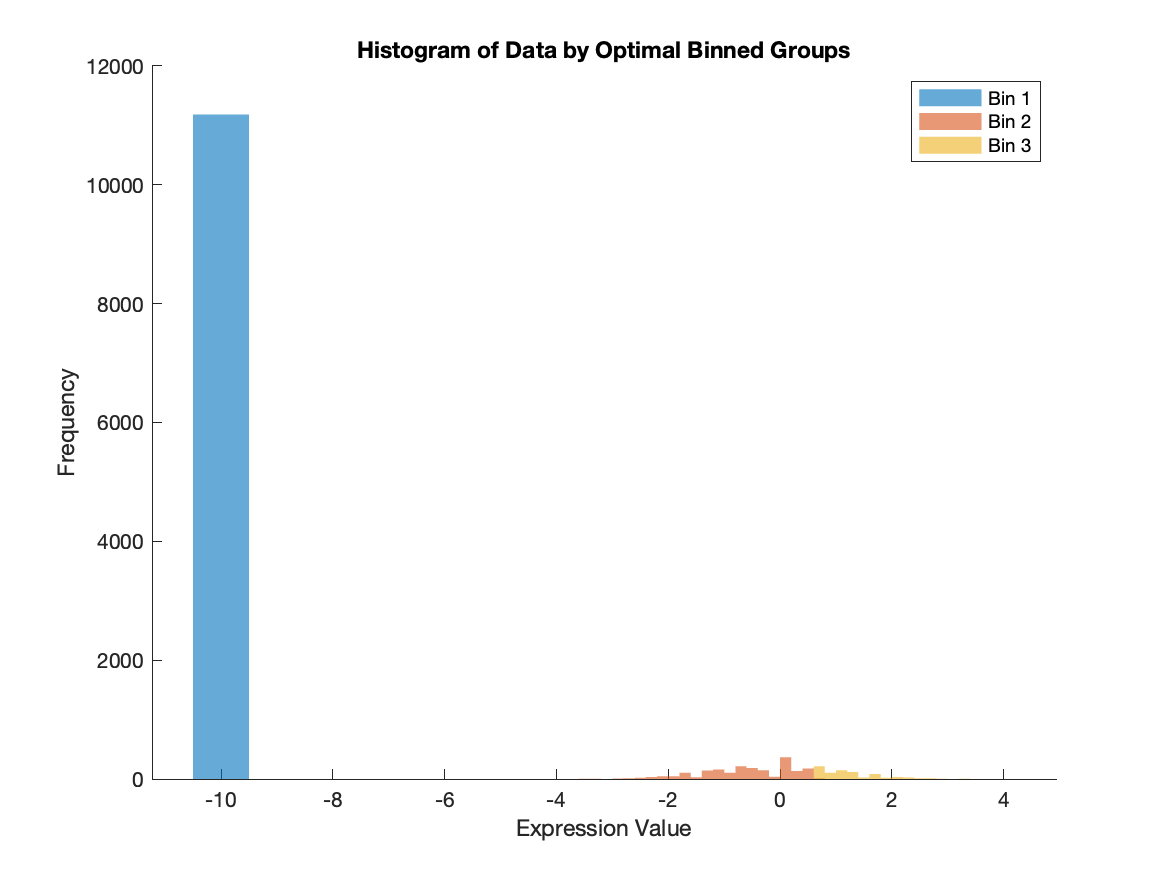 Histogram of Data by Optimal Binned Groups
12000
10000
8000
6000
4000
2000
0
Frequency
Bin 1
Bin 2
Bin 3
-10 -8 -6 -4 -2 0 2 4
Expression Value